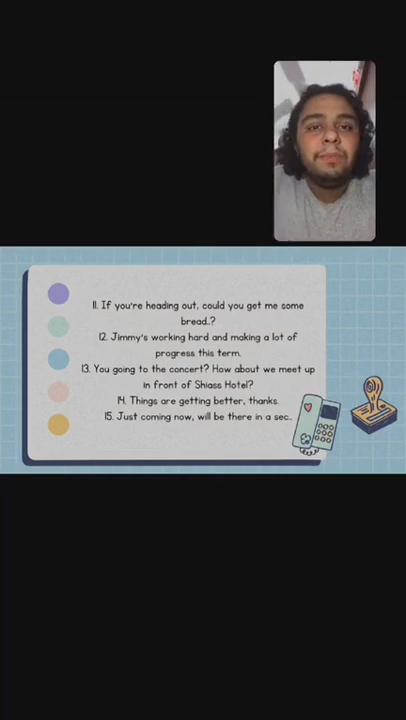 11. If you're heading out, could you get me some
bread.?
12. Jimmy's working hard and making a lot of
progress this term.
13. You going to the concert? How about we meet up
in front of Shiass Hotel?
14. Things are getting better, thanks.
15. Just coming now, will be there in a sec..